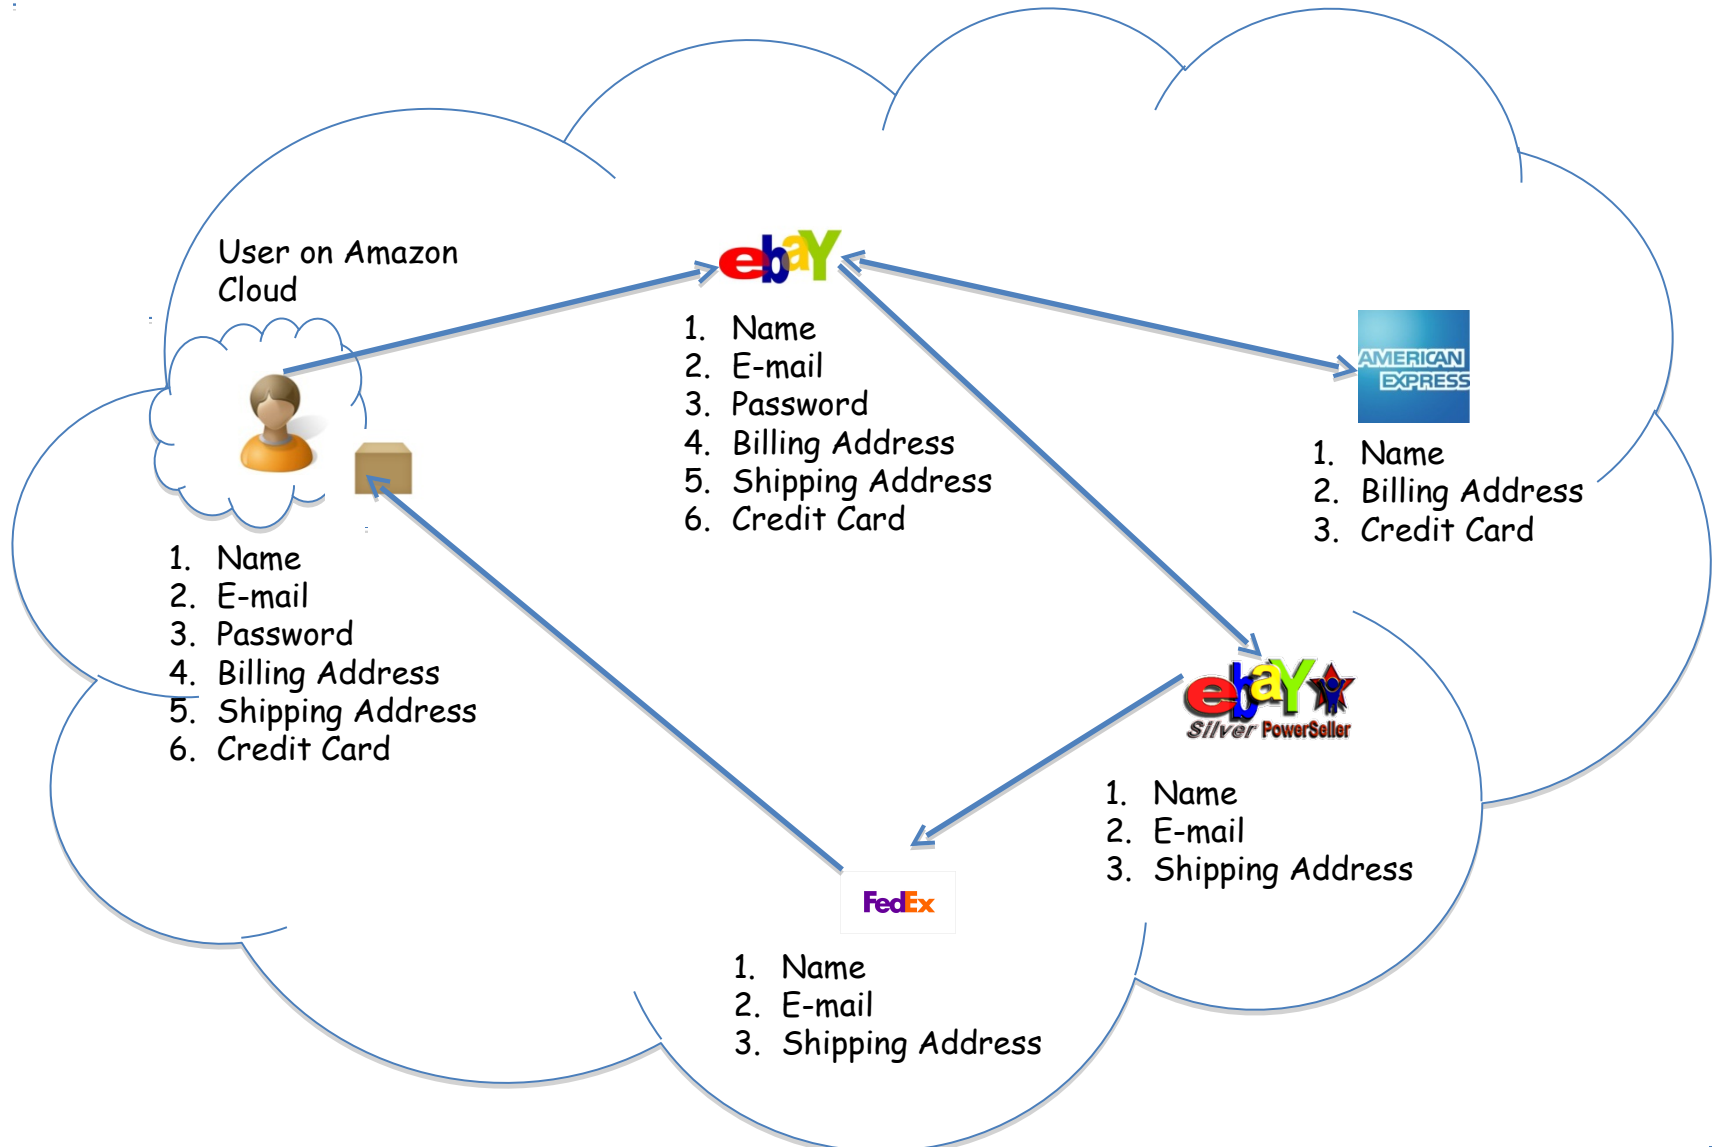 User on Amazon
Cloud
1. Name
2. E-mail
3. Password
4. Billing Address
5. Shipping Address
6. Credit Card
ebaY
1. Name
2. E-mail
3. Password
4. Billing Address
5. Shipping Address
6. Credit Card
AMERICAN
EXPRESS
1. Name
2. Billing Address
3. Credit Card
ebaY
Silver PowerSeller
1. Name
2. E-mail
3. Shipping Address
FedEx
1. Name
2. E-mail
3. Shipping Address